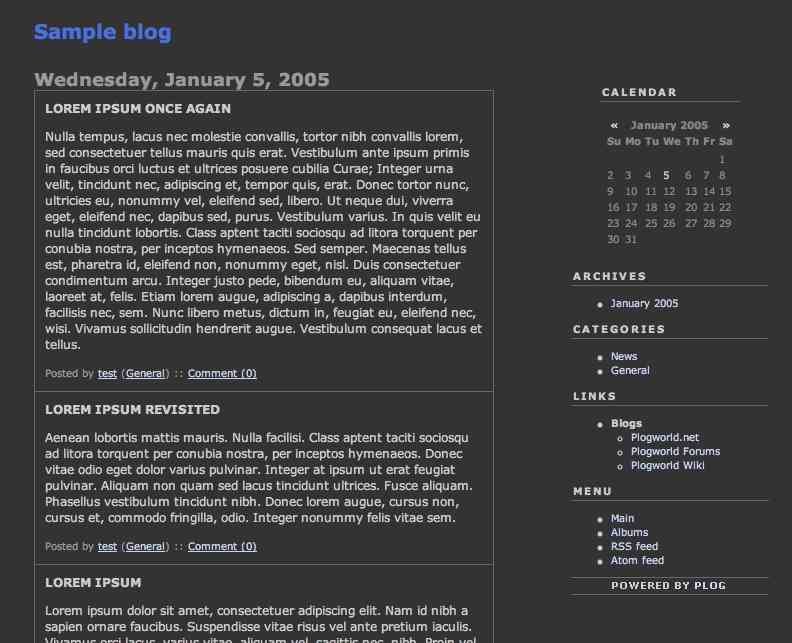 Sample blog
Wednesday, January 5, 2005
LOREM IPSUM ONCE AGAIN
Nulla tempus, lacus nec molestie convallis, tortor nibh convallis lorem,
sed consectetuer tellus mauris quis erat. Vestibulum ante ipsum primis
in faucibus orci luctus et ultrices posuere cubilia Curae; Integer urna
velit, tincidunt nec, adipiscing et, tempor quis, erat. Donec tortor nunc,
ultricies eu, nonummy vel, eleifend sed, libero. Ut neque dui, viverra
eget, eleifend nec, dapibus sed, purus. Vestibulum varius. In quis velit eu
nulla tincidunt lobortis. Class aptent taciti sociosqu ad litora torquent per
conubia nostra, per inceptos hymenaeos. Sed semper. Maecenas tellus
est, pharetra id, eleifend non, nonummy eget, nisl. Duis consectetuer
condimentum arcu. Integer justo pede, bibendum eu, aliquam vitae,
laoreet at, felis. Etiam lorem augue, adipiscing a, dapibus interdum,
facilisis nec, sem. Nunc libero metus, dictum in, feugiat eu, eleifend nec,
wisi. Vivamus sollicitudin hendrerit augue. Vestibulum consequat lacus et
tellus.
Posted by test (General) :: Comment (0)
LOREM IPSUM REVISITED
Aenean lobortis mattis mauris. Nulla facilisi. Class aptent taciti sociosqu
ad litora torquent per conubia nostra, per inceptos hymenaeos. Donec
vitae odio eget dolor varius pulvinar. Integer at ipsum ut erat feugiat
pulvinar. Aliquam non quam sed lacus tincidunt ultrices. Fusce aliquam.
Phasellus vestibulum tincidunt nibh. Donec lorem augue, cursus non,
cursus et, commodo fringilla, odio. Integer nonummy felis vitae sem.
Posted by test (General) :: Comment (0)
LOREM IPSUM
Lorem ipsum dolor sit amet, consectetuer adipiscing elit. Nam id nibh a
sapien ornare faucibus. Suspendisse vitae risus vel ante pretium iaculis.
Vivamus orci lacus, varius vitae, aliquam vel, sagittis nec, nibh. Proin vel
CALENDAR
« January 2005 »
Su Mo Tu We Th Fr Sa
1
2 3 4 5 6 7 8
9 10 11 12 13 14 15
16 17 18 19 20 21 22
23 24 25 26 27 28 29
30 31
ARCHIVES
January 2005
CATEGORIES
News
General
LINKS
Blogs
Plogworld.net
Plogworld Forums
Plogworld Wiki
MENU
Main
Albums
RSS feed
Atom feed
POWERED BY PLOG